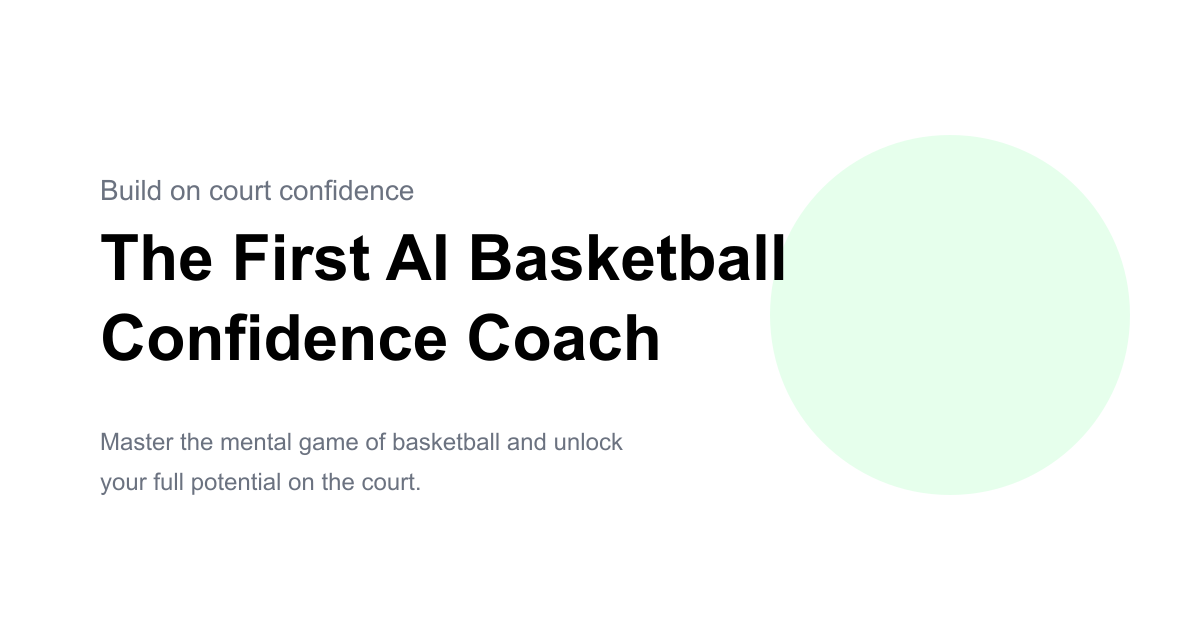 Build on court confidence
The First AI Basketball
Confidence Coach
Master the mental game of basketball and unlock
your full potential on the court.